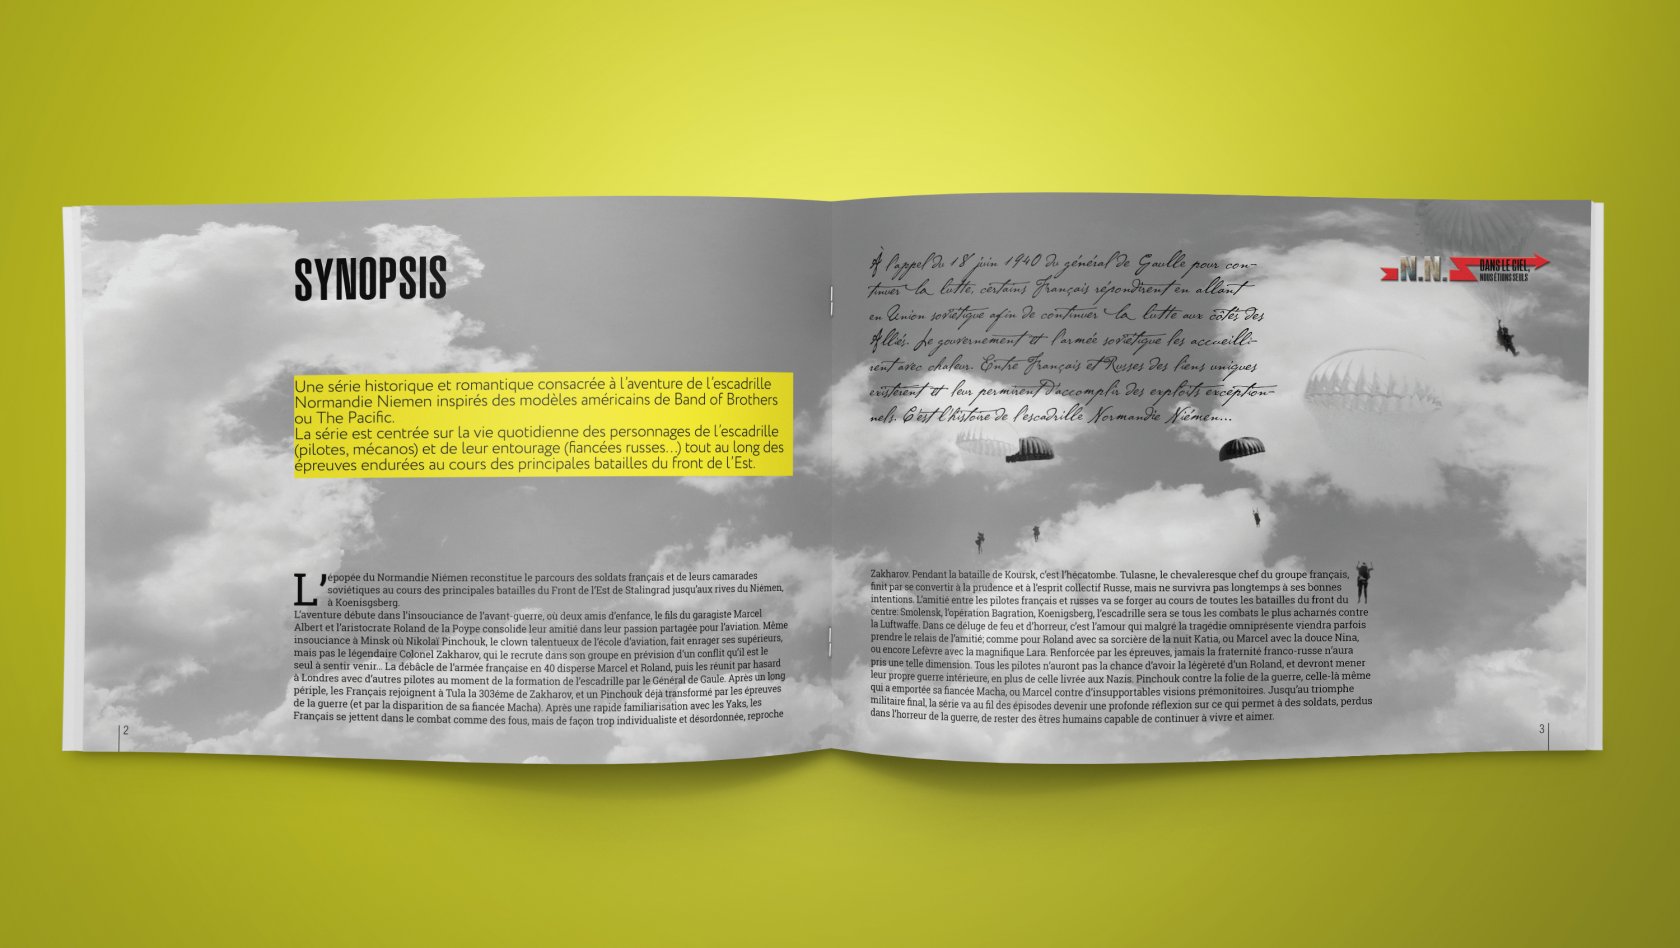 SYNOPSIS
Une série historique et romantique consacrée à l'aventure de l'escadrille
Normandie Niemen inspirés des modèles américains de Band of Brothers
ou The Pacific.
La série est centrée sur la vie quotidienne des personnages de l'escadrille
(pilotes, mécanos) et de leur entourage (fiancées russes...) tout au long des
épreuves endurées au cours des principales batailles du front de l'Est.
L'épopée du Normandie Niémen reconstitue le parcours des soldats français et de leurs camarades
soviétiques au cours des principales batailles du Front de l'Est de Stalingrad jusqu'aux rives du Niémen,
à Koenisgsberg.
L'aventure débute dans l'insouciance de l'avant-guerre, où deux amis d'enfance, le fils du garagiste Marcel
Albert et l'aristocrate Roland de la Poype consolide leur amitié dans leur passion partagée pour l'aviation. Même
insouciance à Minsk où Nikolaï Pinchouk, le clown talentueux de l'école d'aviation, fait enrager ses supérieurs,
mais pas le légendaire Colonel Zakharov, qui le recrute dans son groupe en prévision d'un conflit qu'il est le
seul à sentir venir... La débâcle de l'armée française en 40 disperse Marcel et Roland, puis les réunit par hasard
à Londres avec d'autres pilotes au moment de la formation de l'escadrille par le Général de Gaule. Après un long
périple, les Français rejoignent à Tula la 303éme de Zakharov, et un Pinchouk déjà transformé par les épreuves
de la guerre (et par la disparition de sa fiancée Macha). Après une rapide familiarisation avec les Yaks, les
Français se jettent dans le combat comme des fous, mais de façon trop individualiste et désordonnée, reproche
2
À l'appel du 18 juin 1940 du général de Gaulle pour con-
tinuer la lutte, certains Français répondirent en allant
en Union soviétique afin de continuer la lutte aux côtés des
Alliés. Le gouvernement et l'armée soviétique les accueilli-
rent avec chaleur. Entre Français et Russes des liens uniques
existèrent et leur permirent d'accomplir des exploits exception-
nels. C'est l'histoire de l'escadrille Normandie Niémen...
N.N.
DANS LE CIEL,
NOUS ÉTIONS SEULS
Zakharov. Pendant la bataille de Koursk, c'est l'hécatombe. Tulasne, le chevaleresque chef du groupe français,
finit par se convertir à la prudence et à l'esprit collectif Russe, mais ne survivra pas longtemps à ses bonnes
intentions. L'amitié entre les pilotes français et russes va se forger au cours de toutes les batailles du front du
centre: Smolensk, l'opération Bagration, Koenigsberg, l'escadrille sera se tous les combats le plus acharnés contre
la Luftwaffe. Dans ce déluge de feu et d'horreur, c'est l'amour qui malgré la tragédie omniprésente viendra parfois
prendre le relais de l'amitié; comme pour Roland avec sa sorcière de la nuit Katia, ou Marcel avec la douce Nina,
ou encore Lefèvre avec la magnifique Lara. Renforcée par les épreuves, jamais la fraternité franco-russe n'aura
pris une telle dimension. Tous les pilotes n'auront pas la chance d'avoir la légèreté d'un Roland, et devront mener
leur propre guerre intérieure, en plus de celle livrée aux Nazis. Pinchouk contre la folie de la guerre, celle-là même
qui a emportée sa fiancée Macha, ou Marcel contre d'insupportables visions prémonitoires. Jusqu'au triomphe
militaire final, la série va au fil des épisodes devenir une profonde réflexion sur ce qui permet à des soldats, perdus
dans l'horreur de la guerre, de rester des êtres humains capable de continuer à vivre et aimer.
3